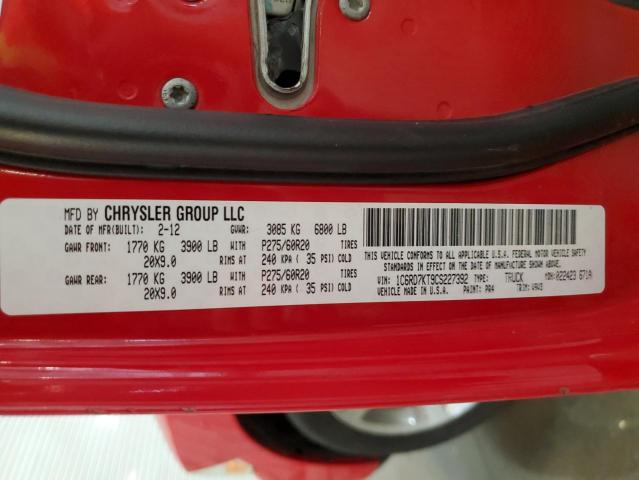 MFD BY CHRYSLER GROUP LLC
DATE OF MFR(BUILT): 2-12 GVWR: 3085 KG 6800 LB
GAWR FRONT: 1770 KG 3900 LB WITH P275/60R20 TIRES
20X9.0 RIMS AT 240 KPA ( 35 PSI) COLD
GAWR REAR: 1770 KG 3900 LB WITH P275/60R20 TIRES
20X9.0 RIMS AT 240 KPA ( 35 PSI) COLD
THIS VEHICLE CONFORMS TO ALL APPLICABLE U.S.A. FEDERAL MOTOR VEHICLE SAFETY
STANDARDS IN EFFECT ON THE DATE OF MANUFACTURE SHOWN ABOVE.
VIN: 1C6RD7KT9CS227392 TYPE: TRUCK MDH: 022423 671A
VEHICLE MADE IN U.S.A. PAINT: PR4 TRIM: